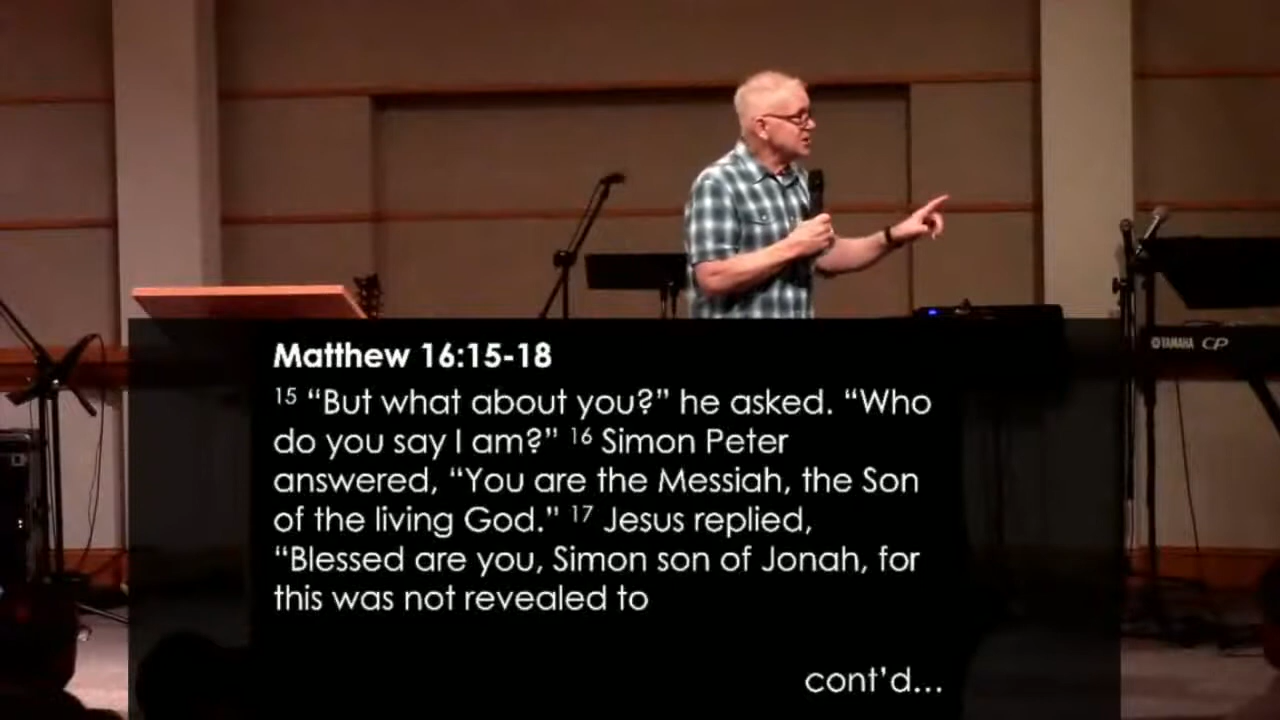 Matthew 16:15-18
15 “But what about you?” he asked. “Who
do you say I am?” 16 Simon Peter
answered, “You are the Messiah, the Son
of the living God.” 17 Jesus replied,
“Blessed are you, Simon son of Jonah, for
this was not revealed to
cont’d...
YAMAHA CP